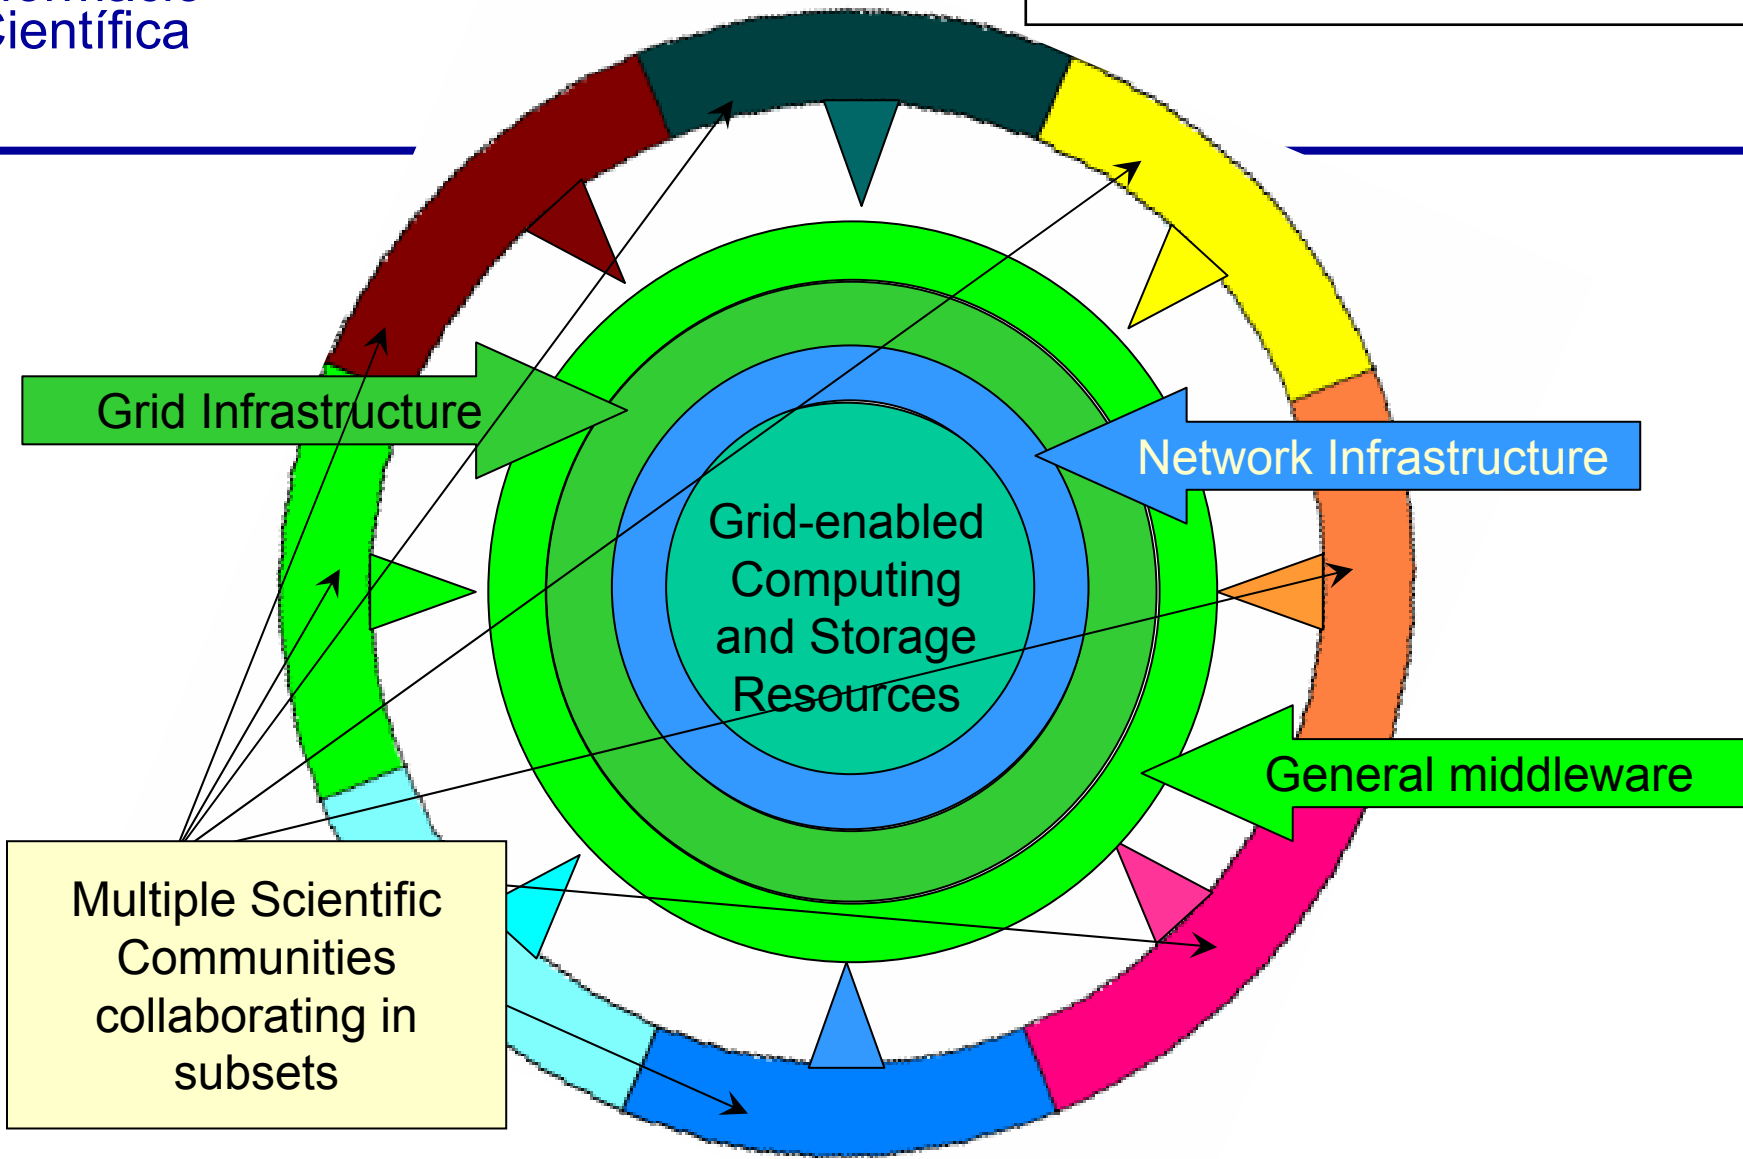 Científica
Grid Infrastructure
Network Infrastructure
Grid-enabled
Computing
and Storage
Resources
General middleware
Multiple Scientific
Communities
collaborating in
subsets